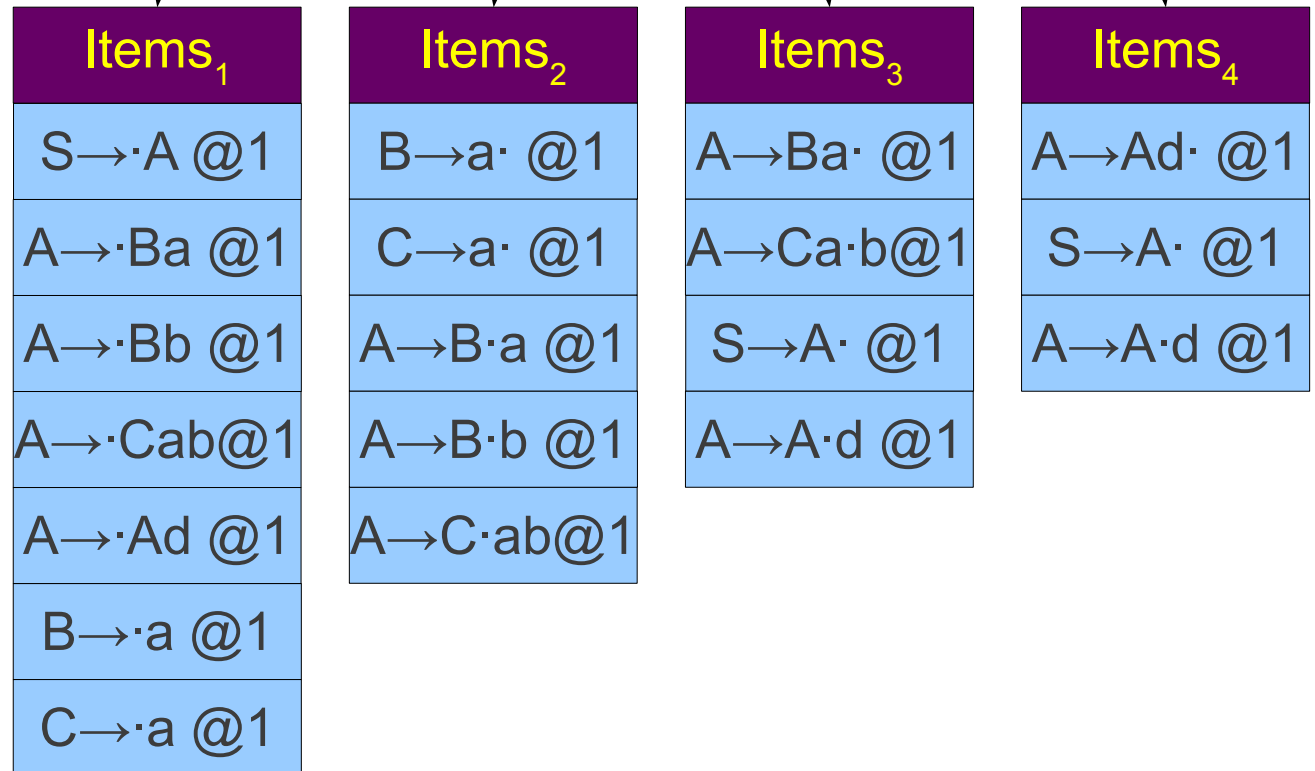 Items₁
S→·A @1
A→·Ba @1
A→·Bb @1
A→·Cab@1
A→·Ad @1
B→·a @1
C→·a @1
Items₂
B→a· @1
C→a· @1
A→B·a @1
A→B·b @1
A→C·ab@1
Items₃
A→Ba· @1
A→Ca·b@1
S→A· @1
A→A·d @1
Items₄
A→Ad· @1
S→A· @1
A→A·d @1